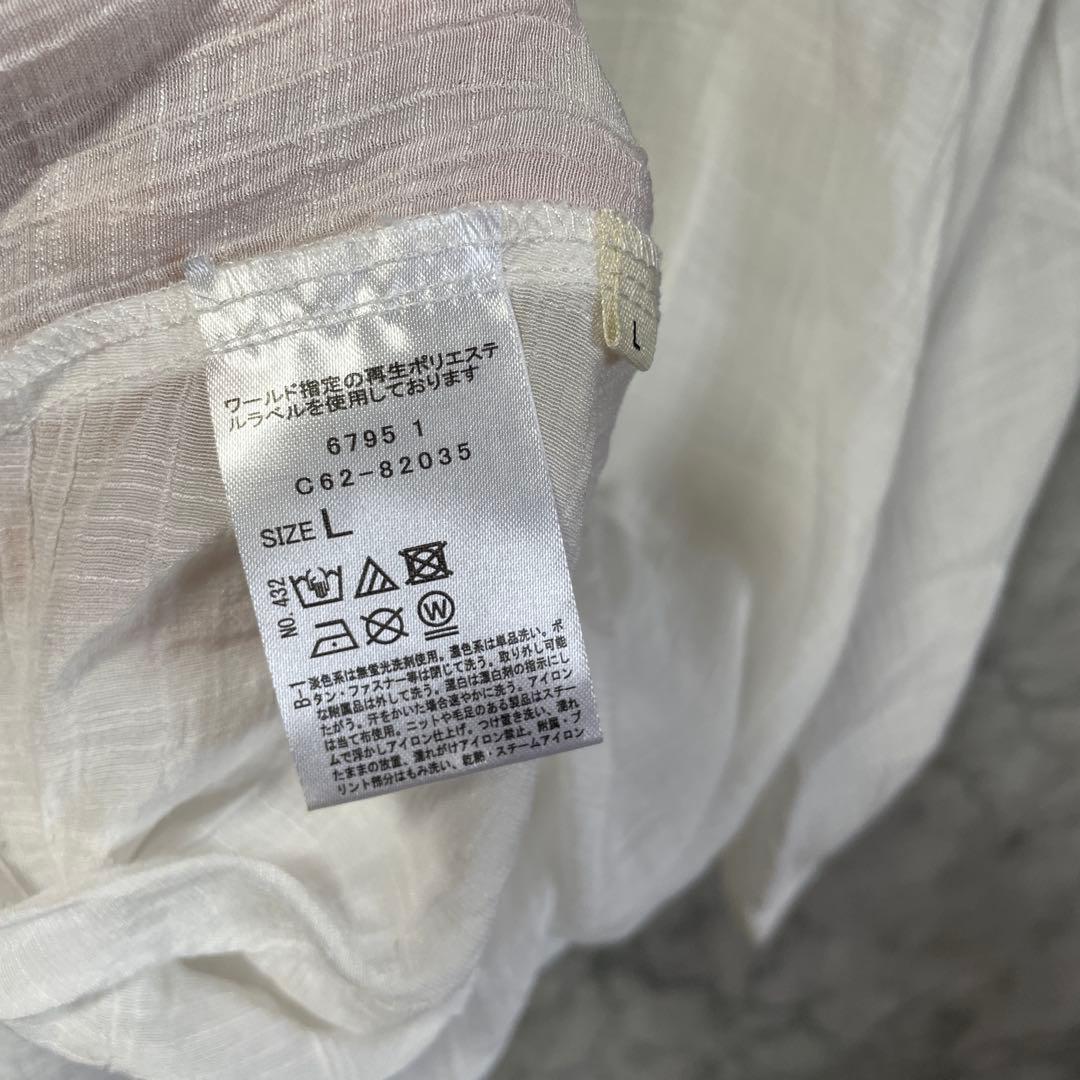 ワールド指定の再生ポリエステ
ルラベルを使用しております
6795 1
C62-82035
SIZE L
L
NO. 432
W
B-1
淡色系は無蛍光洗剤使用。濃色系は単品洗い。ボ
タン・ファスナー等は閉じて洗う。取り外し可能
な附属品は外して洗う。蛋白は漂白剤の指示にし
たがう。汗をかいた場合速やかに洗う。アイロン
は当て布使用。ニットや毛足のある製品はスチー
ムで浮かしアイロン仕上げ。つけ置き洗い、濡れ
たままの放置、濡れがけアイロン禁止。附属・プ
リント部分はもみ洗い、乾熱・スチームアイロン